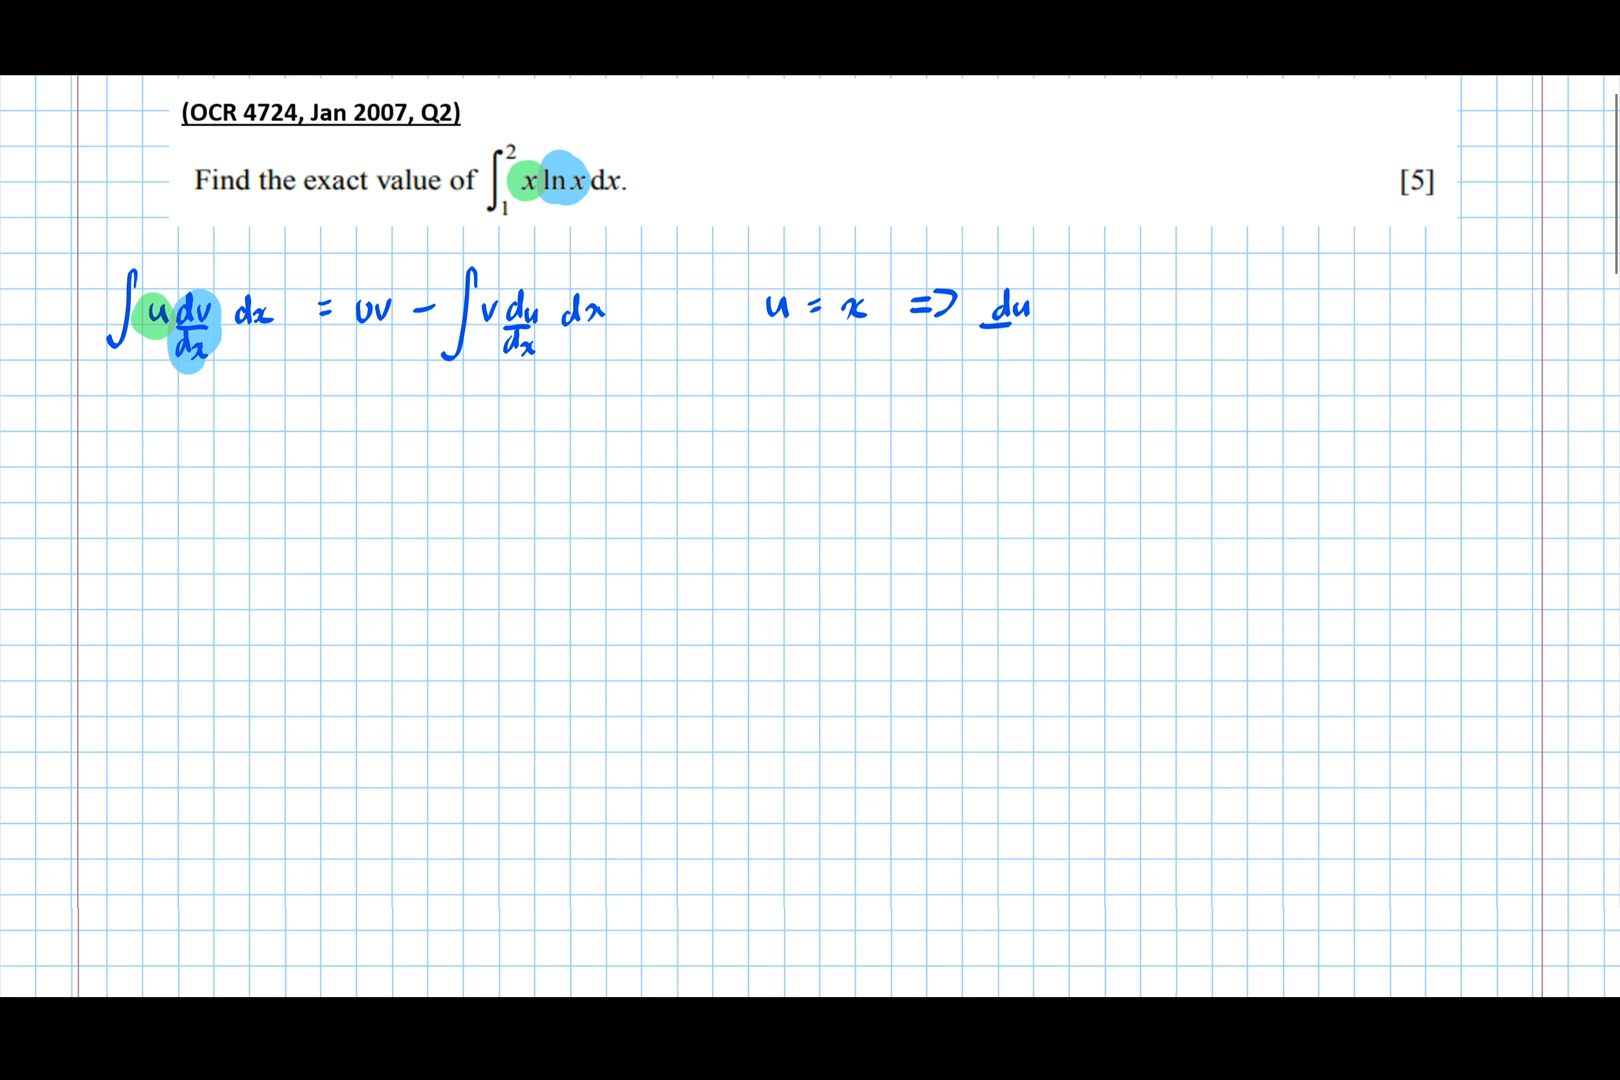 (OCR 4724, Jan 2007, Q2)
Find the exact value of ∫₁² x ln x dx. [5]
∫ u dv/dx dx = uv − ∫ v du/dx dx u = x => du